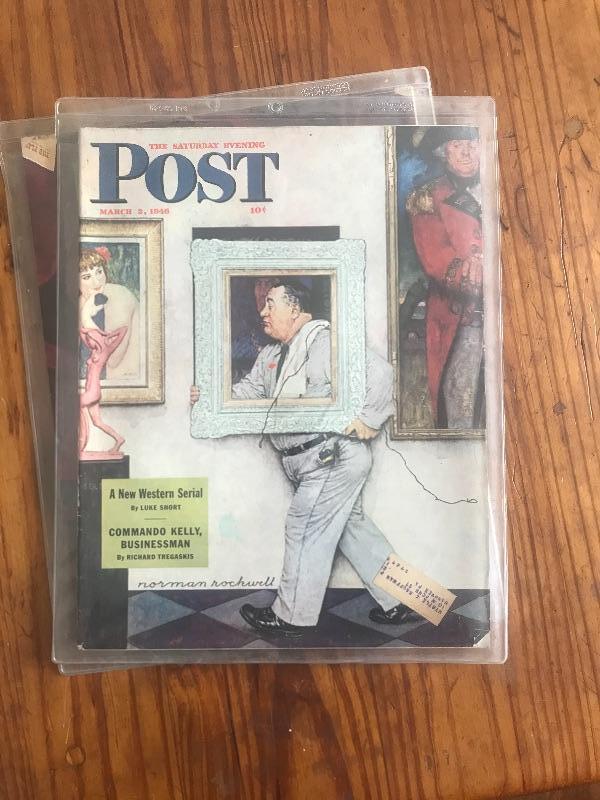 THE SATURDAY EVENING
POST
MARCH 2, 1946
10¢
A New Western Serial
By LUKE SHORT
COMMANDO KELLY,
BUSINESSMAN
By RICHARD TREGASKIS
norman rockwell